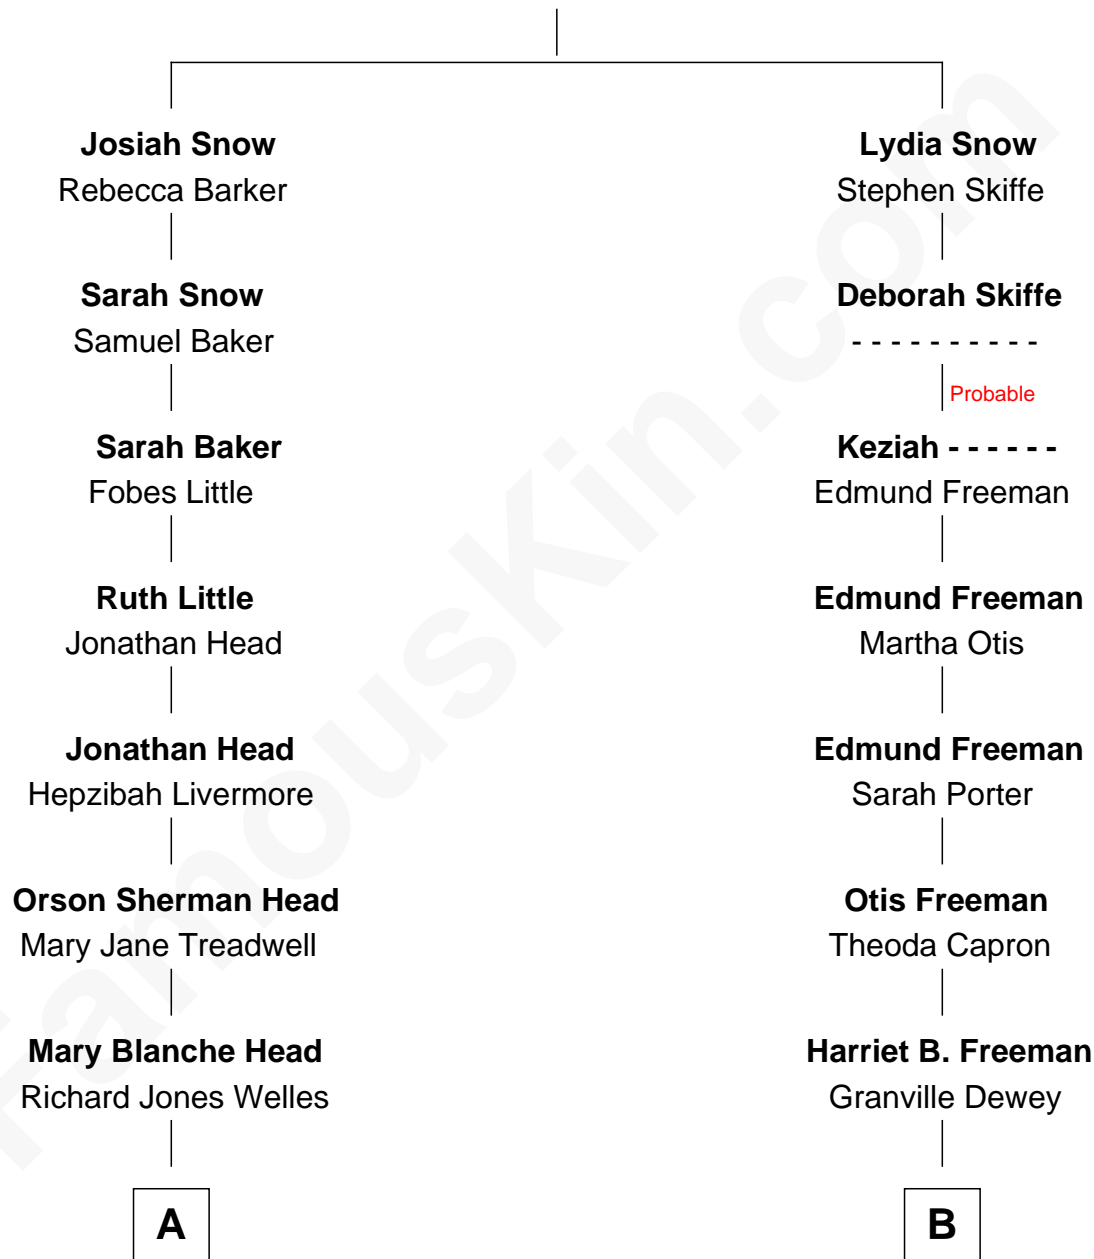 Josiah Snow
Rebecca Barker
Lydia Snow
Stephen Skiffe
Sarah Snow
Samuel Baker
Deborah Skiffe
- - - - - - - - - -
Probable
Sarah Baker
Fobes Little
Keziah - - - - - -
Edmund Freeman
Ruth Little
Jonathan Head
Edmund Freeman
Martha Otis
Jonathan Head
Hepzibah Livermore
Edmund Freeman
Sarah Porter
Orson Sherman Head
Mary Jane Treadwell
Otis Freeman
Theoda Capron
Mary Blanche Head
Richard Jones Welles
Harriet B. Freeman
Granville Dewey
A
B
FamousKin.com